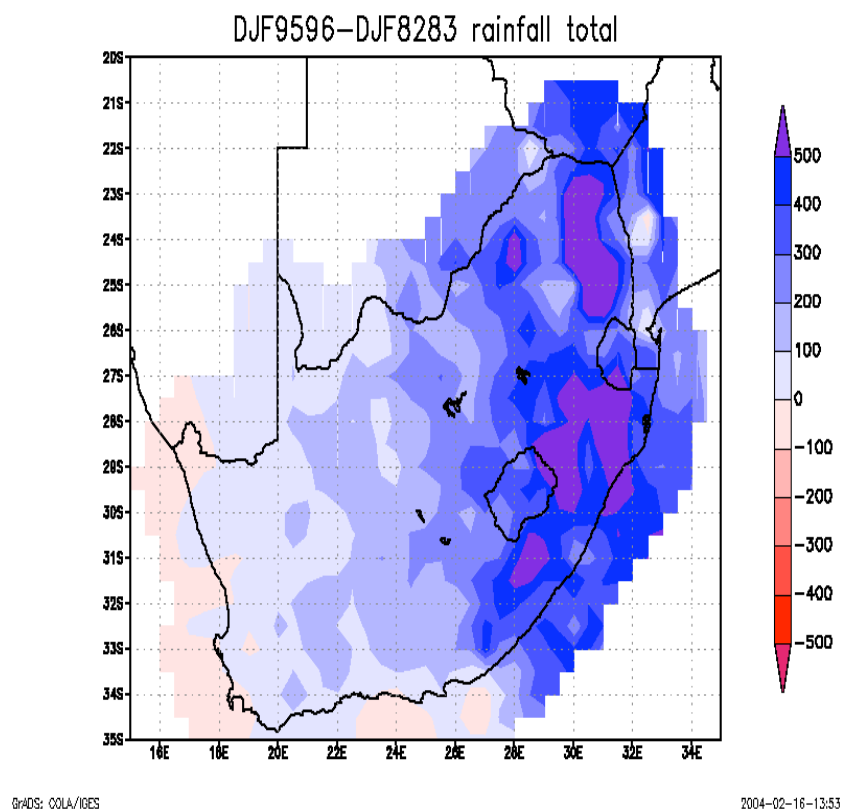 DJF9596-DJF8283 rainfall total
20S
21S
22S
23S
24S
25S
26S
27S
28S
29S
30S
31S
32S
33S
34S
35S
16E 18E 20E 22E 24E 26E 28E 30E 32E 34E
500
400
300
200
100
0
-100
-200
-300
-400
-500
GrADS: COLA/IGES
2004-02-16-13:53